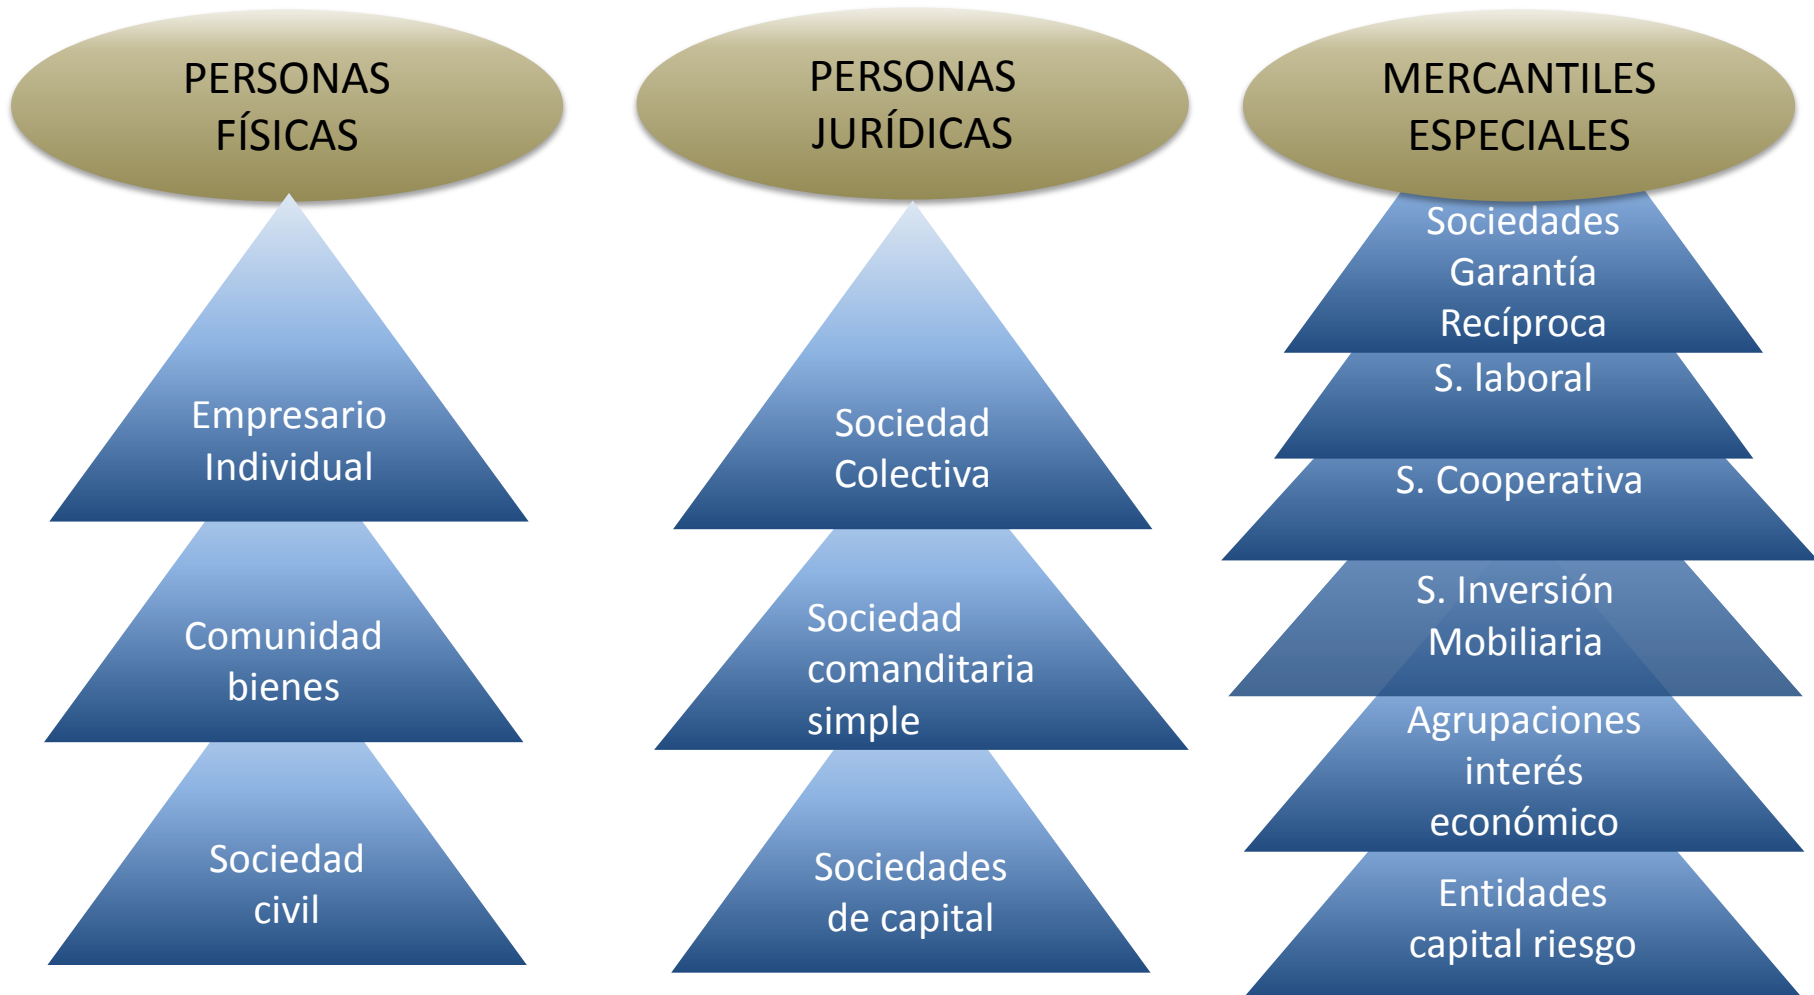 PERSONAS
FÍSICAS
Empresario
Individual
Comunidad
bienes
Sociedad
civil
PERSONAS
JURÍDICAS
Sociedad
Colectiva
Sociedad
comanditaria
simple
Sociedades
de capital
MERCANTILES
ESPECIALES
Sociedades
Garantía
Recíproca
S. laboral
S. Cooperativa
S. Inversión
Mobiliaria
Agrupaciones
interés
económico
Entidades
capital riesgo